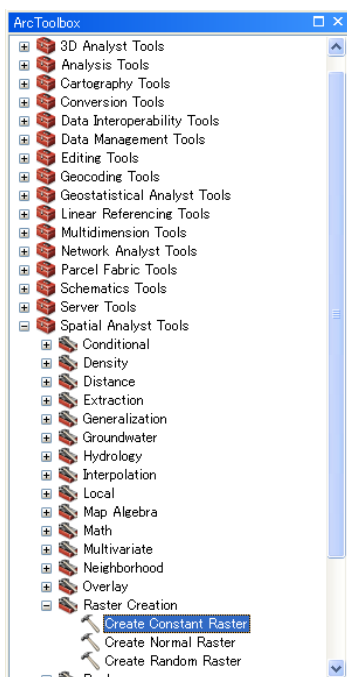 ArcToolbox
3D Analyst Tools
Analysis Tools
Cartography Tools
Conversion Tools
Data Interoperability Tools
Data Management Tools
Editing Tools
Geocoding Tools
Geostatistical Analyst Tools
Linear Referencing Tools
Multidimension Tools
Network Analyst Tools
Parcel Fabric Tools
Schematics Tools
Server Tools
Spatial Analyst Tools
Conditional
Density
Distance
Extraction
Generalization
Groundwater
Hydrology
Interpolation
Local
Map Algebra
Math
Multivariate
Neighborhood
Overlay
Raster Creation
Create Constant Raster
Create Normal Raster
Create Random Raster